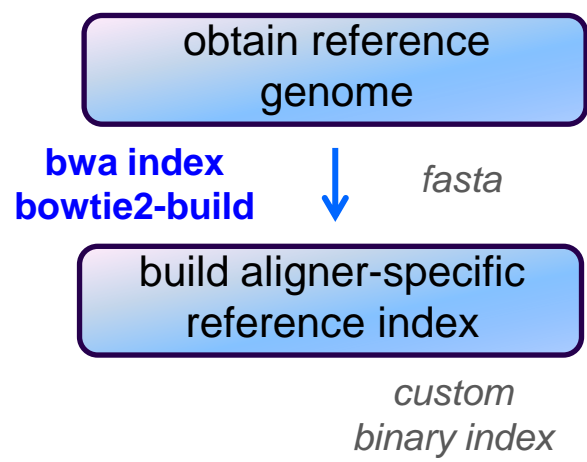 obtain reference
genome
bwa index
bowtie2-build
fasta
build aligner-specific
reference index
custom
binary index